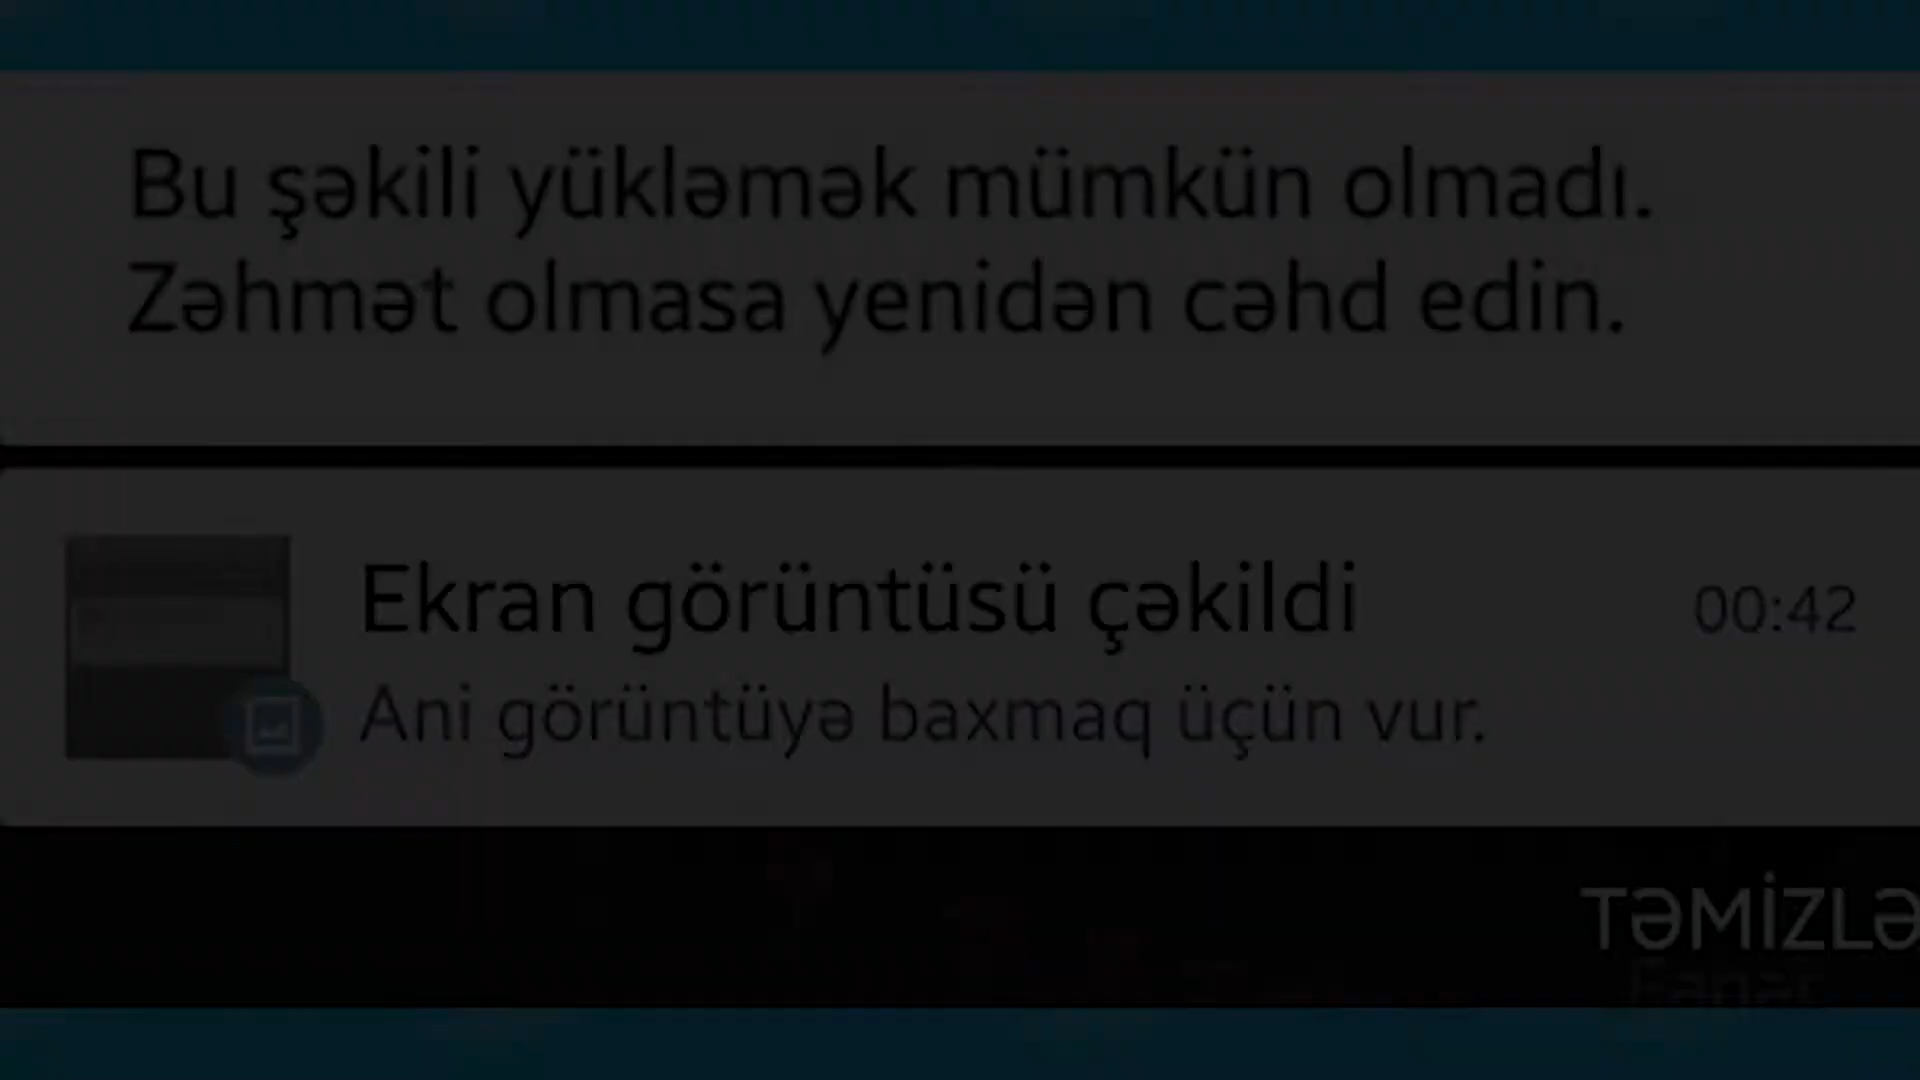 Bu şəkili yükləmək mümkün olmadı.
Zəhmət olmasa yenidən cəhd edin.
Ekran görüntüsü çəkildi
00:42
Ani görüntüyə baxmaq üçün vur.
TƏMİZLƏ